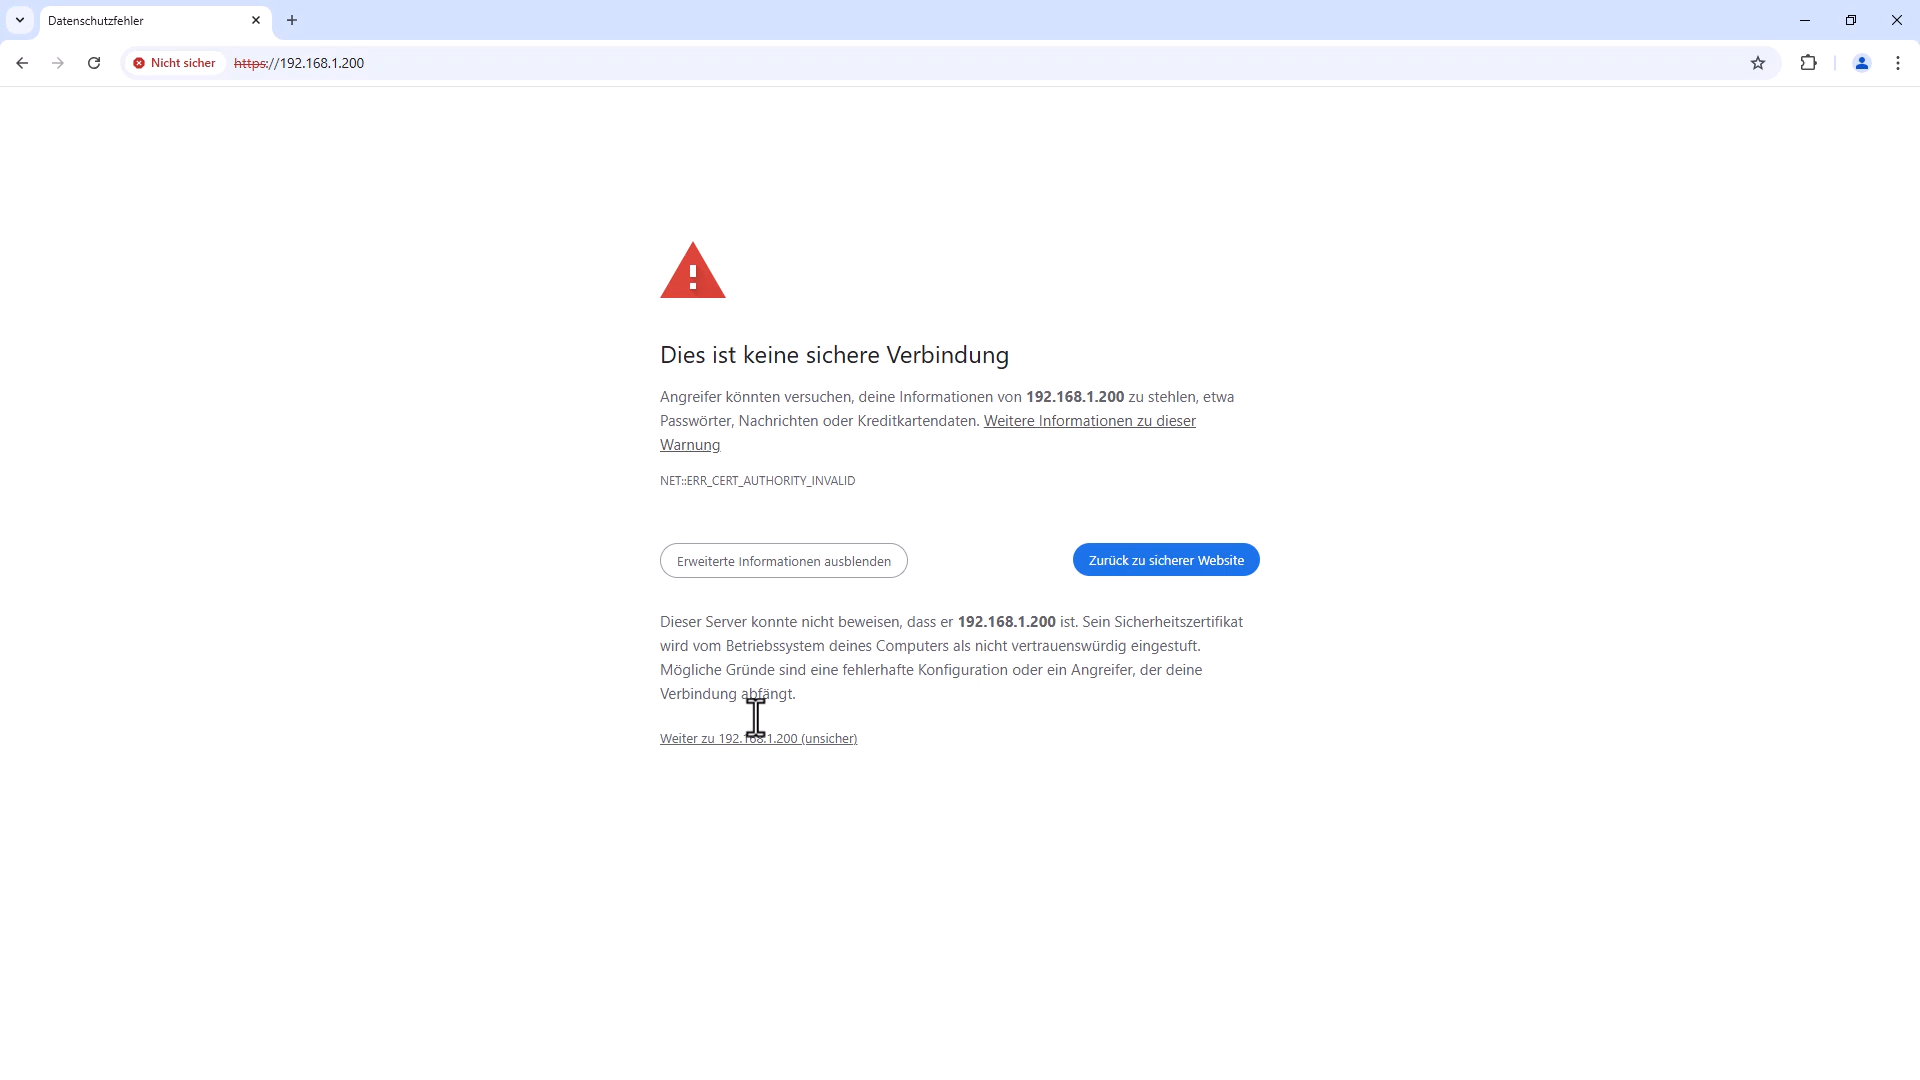 Datenschutzfehler
Nicht sicher https://192.168.1.200
Dies ist keine sichere Verbindung
Angreifer könnten versuchen, deine Informationen von 192.168.1.200 zu stehlen, etwa
Passwörter, Nachrichten oder Kreditkartendaten. Weitere Informationen zu dieser
Warnung
NET::ERR_CERT_AUTHORITY_INVALID
Erweiterte Informationen ausblenden
Zurück zu sicherer Website
Dieser Server konnte nicht beweisen, dass er 192.168.1.200 ist. Sein Sicherheitszertifikat
wird vom Betriebssystem deines Computers als nicht vertrauenswürdig eingestuft.
Mögliche Gründe sind eine fehlerhafte Konfiguration oder ein Angreifer, der deine
Verbindung abfängt.
Weiter zu 192.168.1.200 (unsicher)